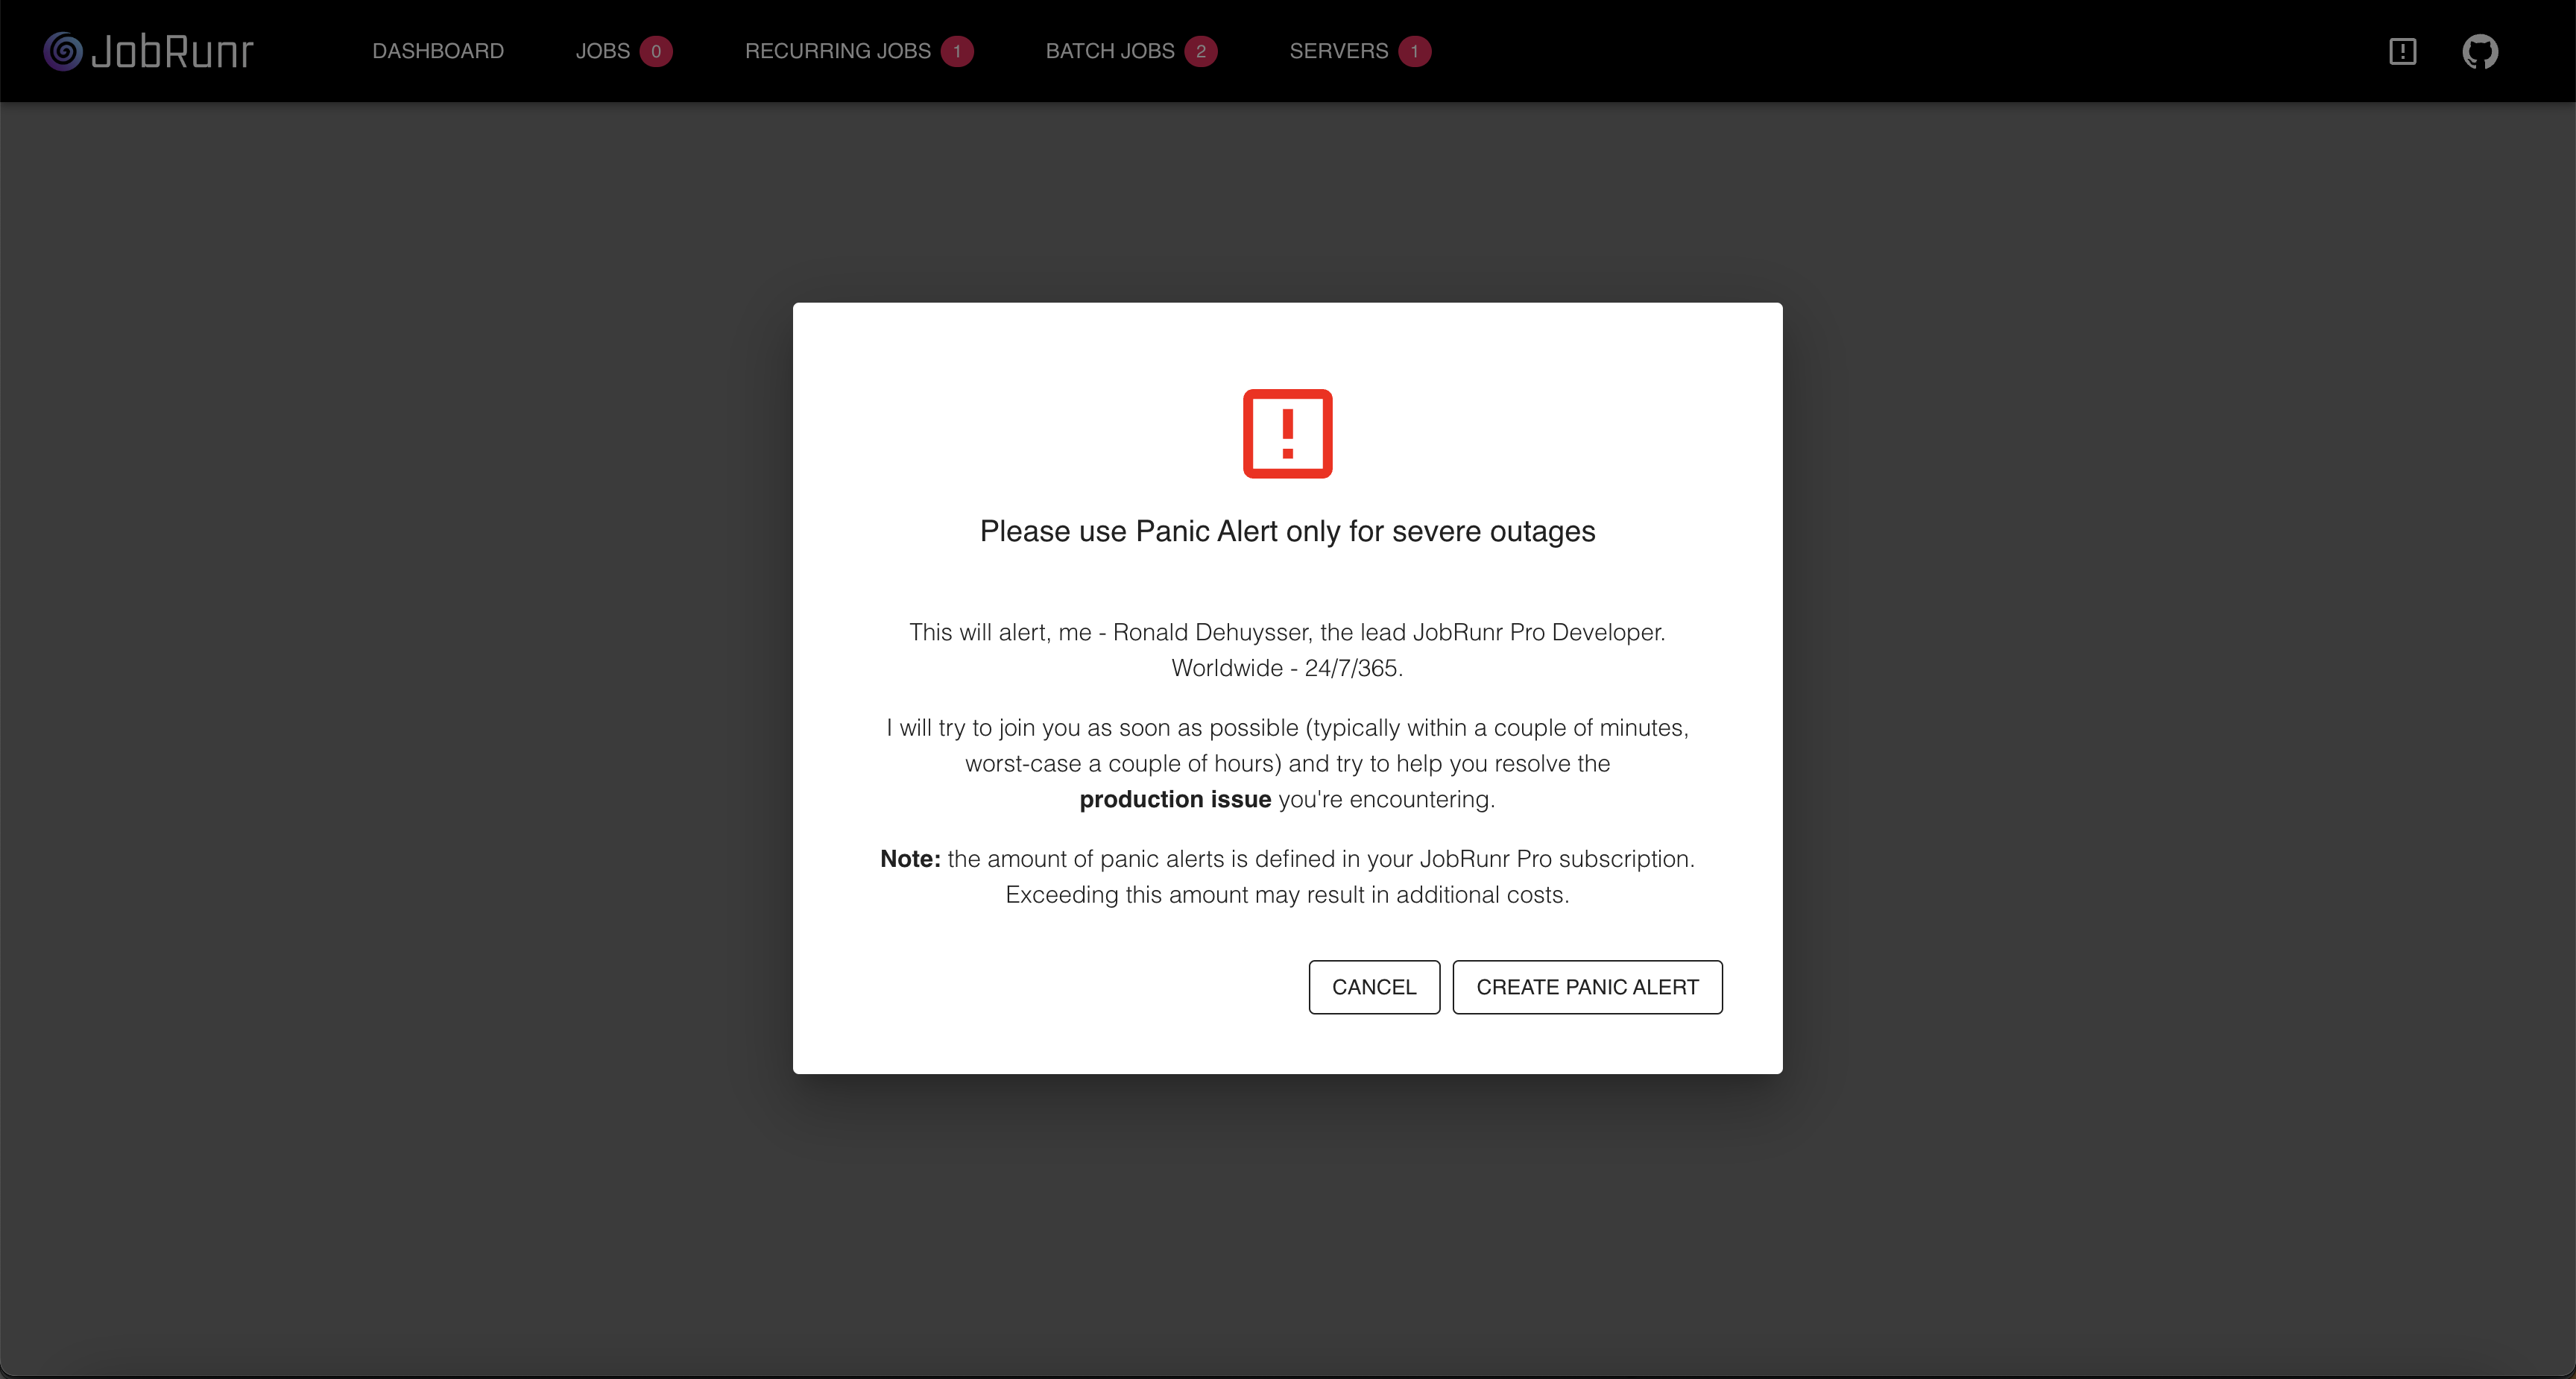 JobRunr
DASHBOARD
JOBS 0
RECURRING JOBS 1
BATCH JOBS 2
SERVERS 1
Please use Panic Alert only for severe outages
This will alert, me - Ronald Dehuysser, the lead JobRunr Pro Developer.
Worldwide - 24/7/365.
I will try to join you as soon as possible (typically within a couple of minutes,
worst-case a couple of hours) and try to help you resolve the
production issue you're encountering.
Note: the amount of panic alerts is defined in your JobRunr Pro subscription.
Exceeding this amount may result in additional costs.
CANCEL
CREATE PANIC ALERT